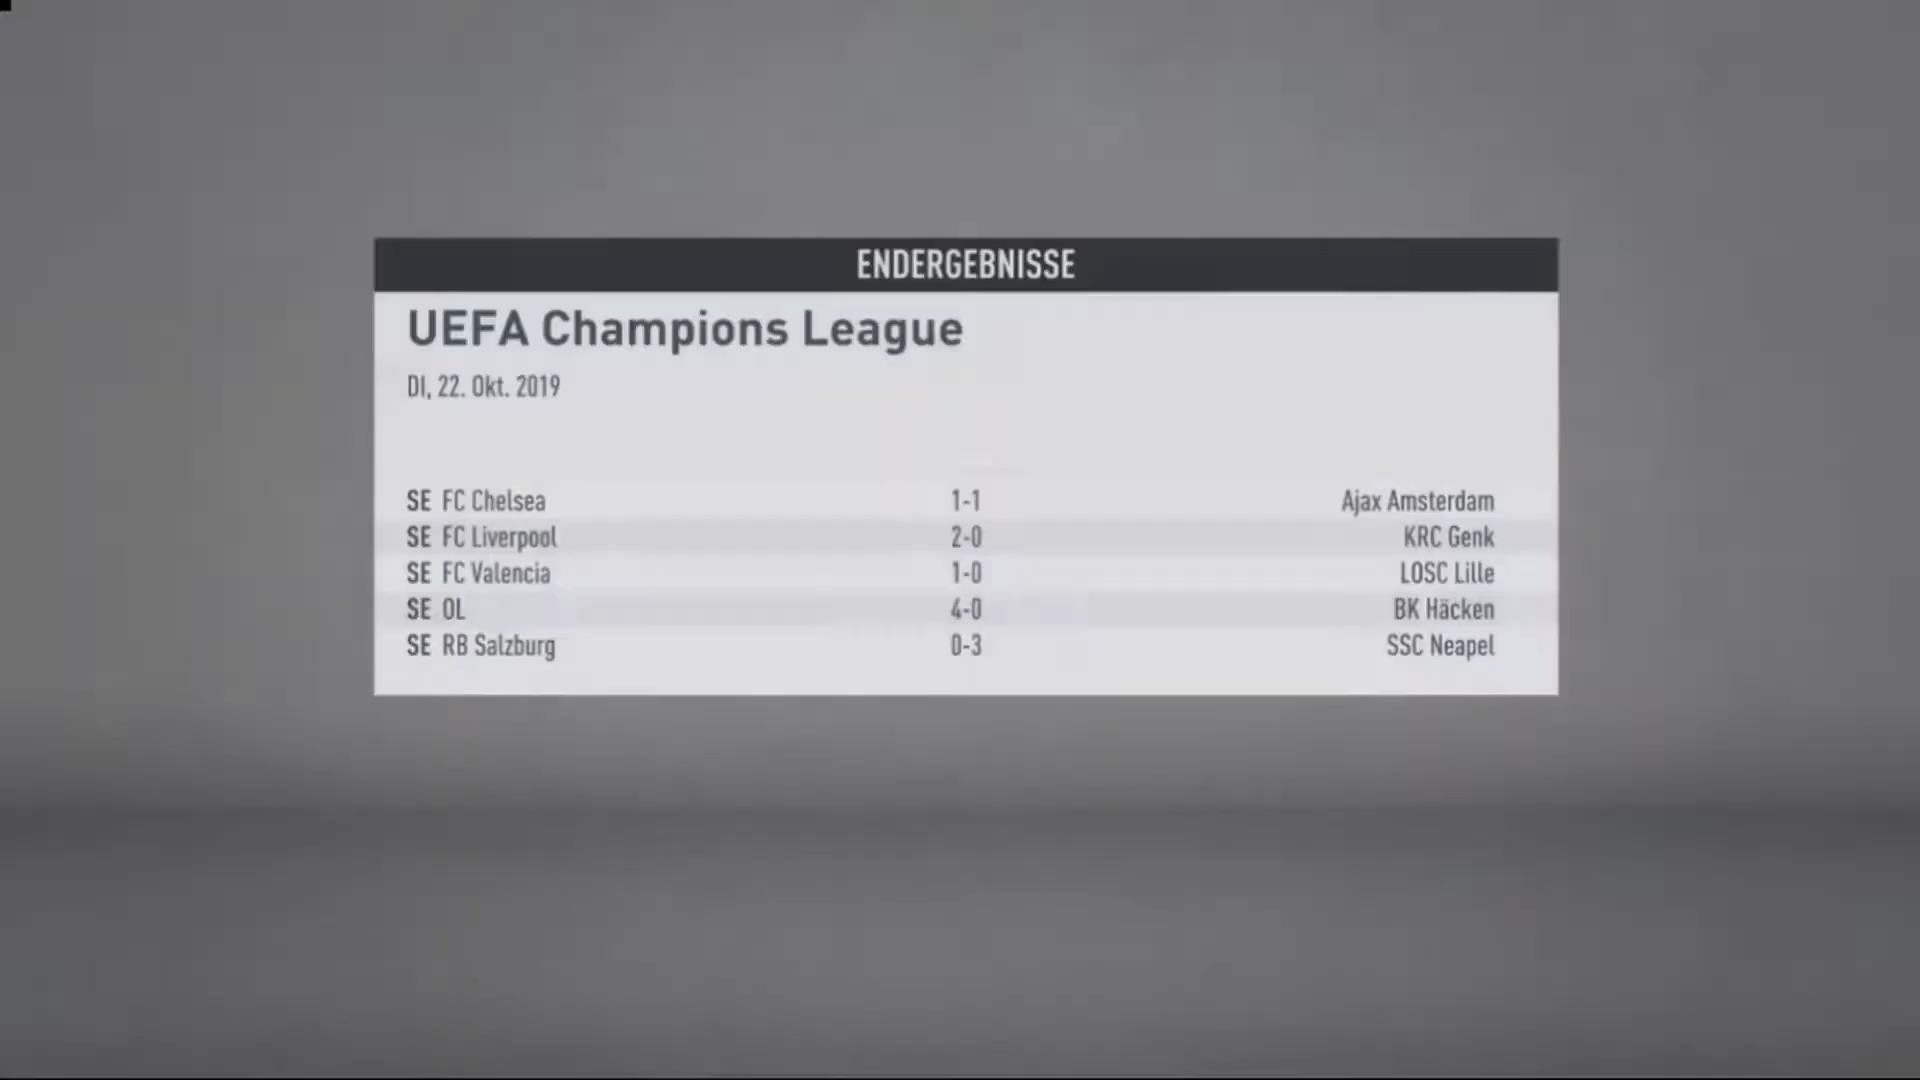 ENDERGEBNISSE
UEFA Champions League
DI, 22. Okt. 2019
SE FC Chelsea 1-1 Ajax Amsterdam
SE FC Liverpool 2-0 KRC Genk
SE FC Valencia 1-0 LOSC Lille
SE OL 4-0 BK Häcken
SE RB Salzburg 0-3 SSC Neapel